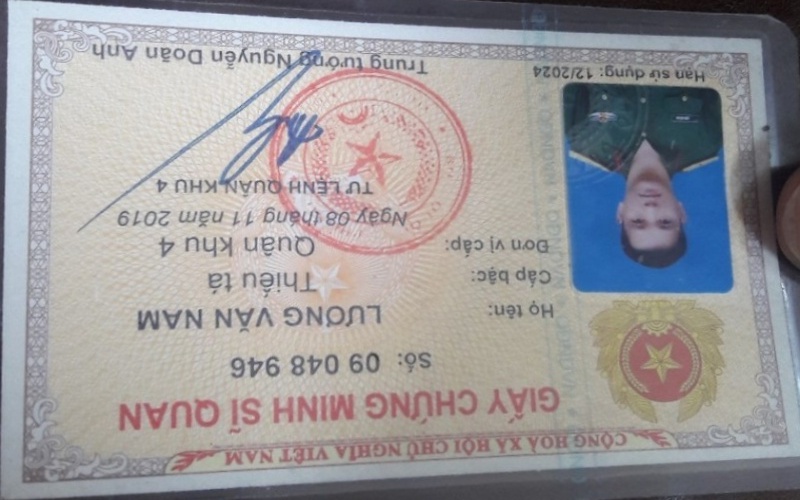 CỘNG HOÀ XÃ HỘI CHỦ NGHĨA VIỆT NAM
GIẤY CHỨNG MINH SĨ QUAN
Số: 09 048 946
Họ tên: LƯƠNG VĂN NAM
Cấp bậc: Thiếu tá
Đơn vị cấp: Quân khu 4
Ngày 08 tháng 11 năm 2019
TƯ LỆNH QUÂN KHU 4
Hạn sử dụng: 12/2024
Trung tướng Nguyễn Doãn Anh